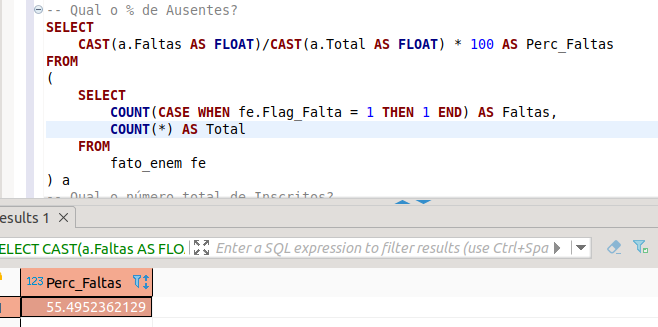 -- Qual o % de Ausentes?
SELECT
CAST(a.Faltas AS FLOAT)/CAST(a.Total AS FLOAT) * 100 AS Perc_Faltas
FROM
(
SELECT
COUNT(CASE WHEN fe.Flag_Falta = 1 THEN 1 END) AS Faltas,
COUNT(*) AS Total
FROM
fato_enem fe
) a
-- Qual o número total de Inscritos?
esults 1
ELECT CAST(a.Faltas AS FLO
Enter a SQL expression to filter results (use Ctrl+Spa
123 Perc_Faltas
55.4952362129